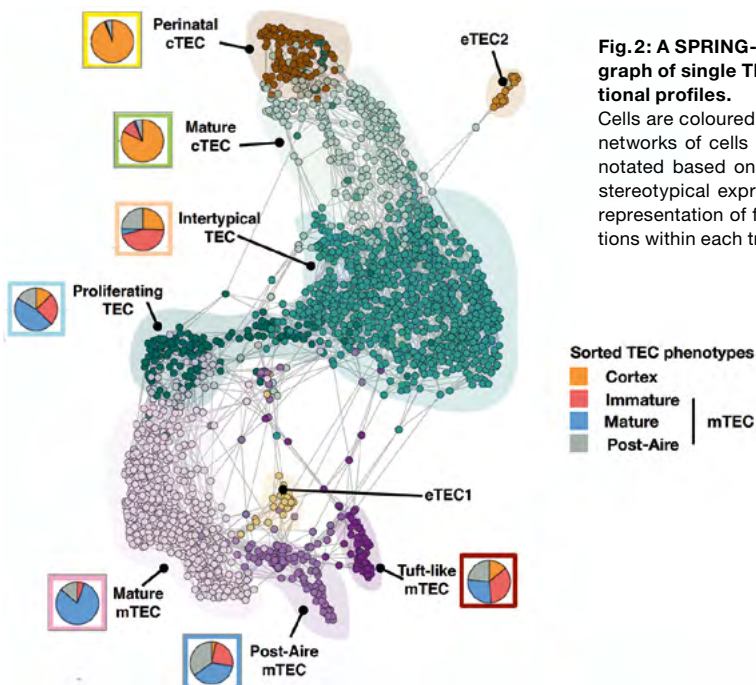 Perinatal
cTEC
eTEC2
Mature
cTEC
Intertypical
TEC
Proliferating
TEC
eTEC1
Tuft-like
mTEC
Mature
mTEC
Post-Aire
mTEC
Fig. 2: A SPRING-
graph of single TE
tional profiles.
Cells are coloured
networks of cells
notated based on
stereotypical expr
representation of f
tions within each tr
Sorted TEC phenotypes
Cortex
Immature
Mature
Post-Aire
mTEC